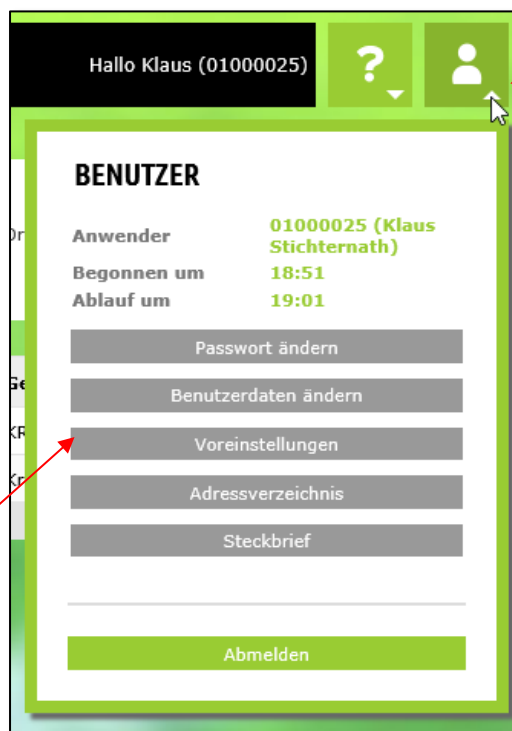 Hallo Klaus (01000025)
?
BENUTZER
Anwender 01000025 (Klaus
Stichternath)
Begonnen um 18:51
Ablauf um 19:01
Passwort ändern
Benutzerdaten ändern
Voreinstellungen
Adressverzeichnis
Steckbrief
Abmelden